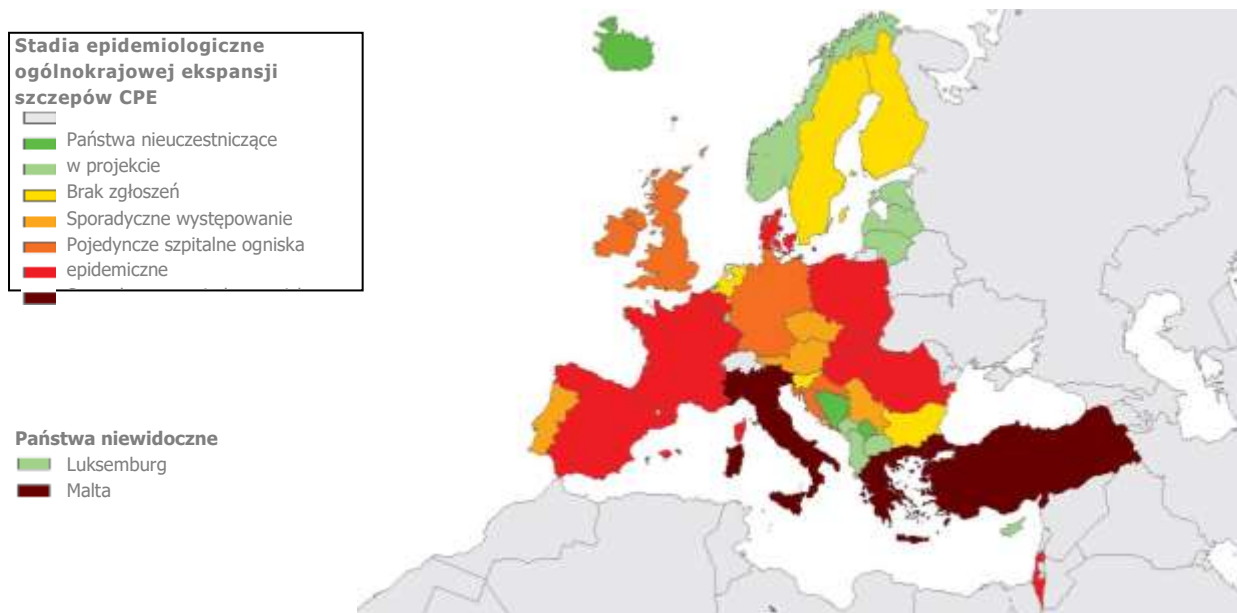 Stadia epidemiologiczne
ogólnokrajowej ekspansji
szczepów CPE
Państwa nieuczestniczące
w projekcie
Brak zgłoszeń
Sporadyczne występowanie
Pojedyncze szpitalne ogniska
epidemiczne
Państwa niewidoczne
Luksemburg
Malta